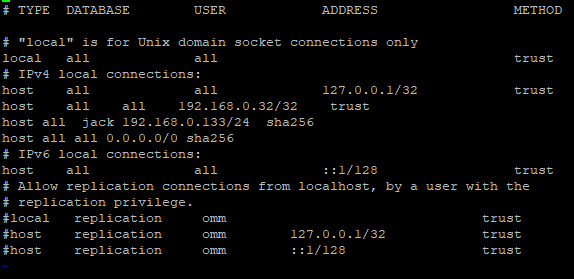 # TYPE  DATABASE        USER            ADDRESS                 METHOD
# "local" is for Unix domain socket connections only
local   all             all                                     trust
# IPv4 local connections:
host    all             all             127.0.0.1/32            trust
host    all    all    192.168.0.32/32    trust
host all  jack 192.168.0.133/24  sha256
host all all 0.0.0.0/0 sha256
# IPv6 local connections:
host    all             all             ::1/128                 trust
# Allow replication connections from localhost, by a user with the
# replication privilege.
#local   replication     omm                                trust
#host    replication     omm        127.0.0.1/32            trust
#host    replication     omm        ::1/128                 trust
~